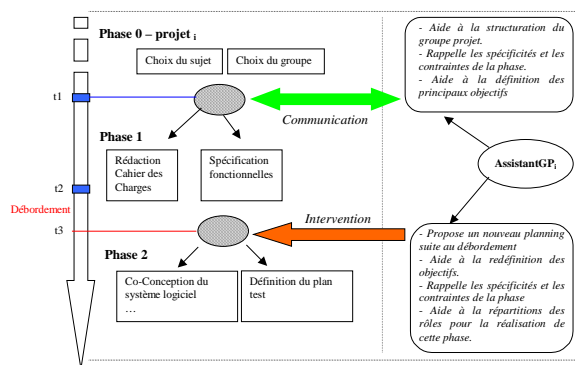 Phase 0 – projet i
Choix du sujet
Choix du groupe
t1
Communication
- Aide à la structuration du
groupe projet.
- Rappelle les spécificités et les
contraintes de la phase.
- Aide à la définition des
principaux objectifs
Phase 1
Rédaction
Cahier des
Charges
Spécification
fonctionnelles
AssistantGPi
t2
Débordement
t3
Intervention
Phase 2
Co-Conception du
système logiciel
…
Définition du plan
test
- Propose un nouveau planning
suite au débordement
- Aide à la redéfinition des
objectifs.
- Rappelle les spécificités et les
contraintes de la phase
- Aide à la répartitions des
rôles pour la réalisation de
cette phase.